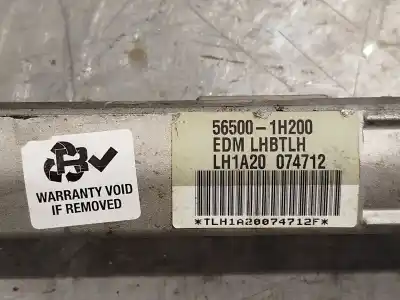 56500-1H200
EDM LHBTLH
LH1A20 074712
*TLH1A20074712F*
WARRANTY VOID
IF REMOVED